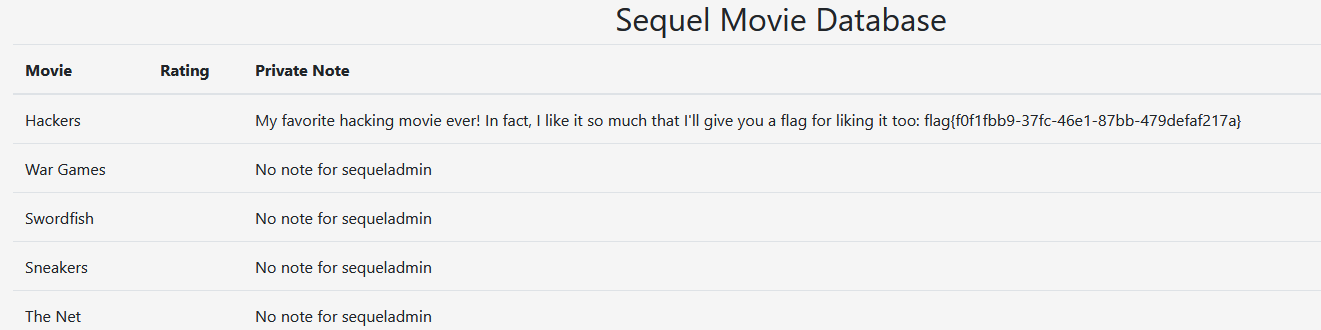 Sequel Movie Database
Movie Rating Private Note
Hackers My favorite hacking movie ever! In fact, I like it so much that I'll give you a flag for liking it too: flag{f0f1fbb9-37fc-46e1-87bb-479defaf217a}
War Games No note for sequeladmin
Swordfish No note for sequeladmin
Sneakers No note for sequeladmin
The Net No note for sequeladmin